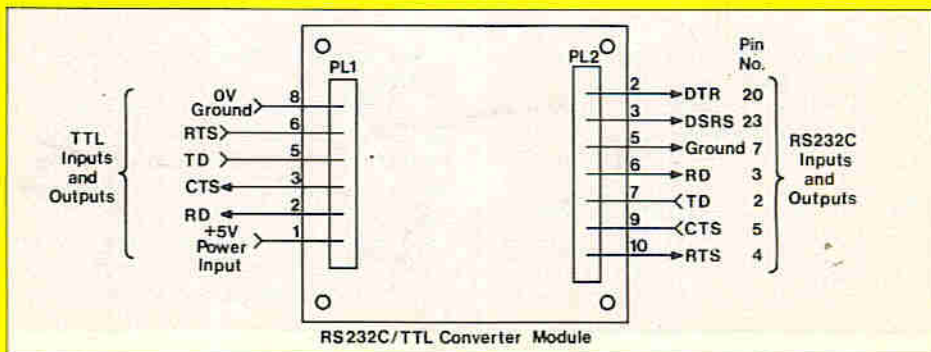 TTL
Inputs
and
Outputs
0V
Ground 8
RTS 6
TD 5
CTS 3
RD 2
+5V
Power
Input 1
PL1
PL2
Pin
No.
2 DTR 20
3 DSRS 23
5 Ground 7
6 RD 3
7 TD 2
9 CTS 5
10 RTS 4
RS232C
Inputs
and
Outputs
RS232C/TTL Converter Module